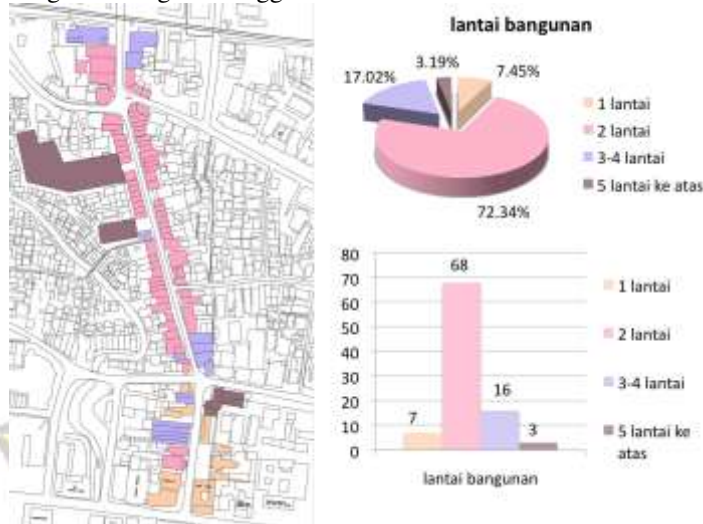 lantai bangunan
3.19%
7.45%
17.02%
72.34%
1 lantai
2 lantai
3-4 lantai
5 lantai ke atas
80
70
60
50
40
30
20
10
0
7
68
16
3
lantai bangunan
1 lantai
2 lantai
3-4 lantai
5 lantai ke
atas